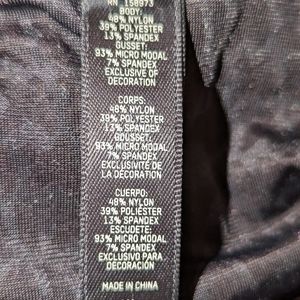 RN 158973
BODY:
48% NYLON
39% POLYESTER
13% SPANDEX
GUSSET:
93% MICRO MODAL
7% SPANDEX
EXCLUSIVE OF
DECORATION
CORPS:
48% NYLON
39% POLYESTER
13% SPANDEX
GOUSSET:
93% MICRO MODAL
7% SPANDEX
EXCLUSIVITÉ
DE LA
DÉCORATION
CUERPO:
48% NYLON
39% POLIÉSTER
13% SPANDEX
ESCUDETE:
93% MICRO MODAL
7% SPANDEX
EXCLUSIVO PARA
DECORACIÓN
MADE IN CHINA